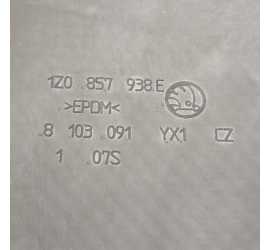 1Z0 .857 938.E
>EPDM<
.8 103 .091 YX1 CZ
1 .07S